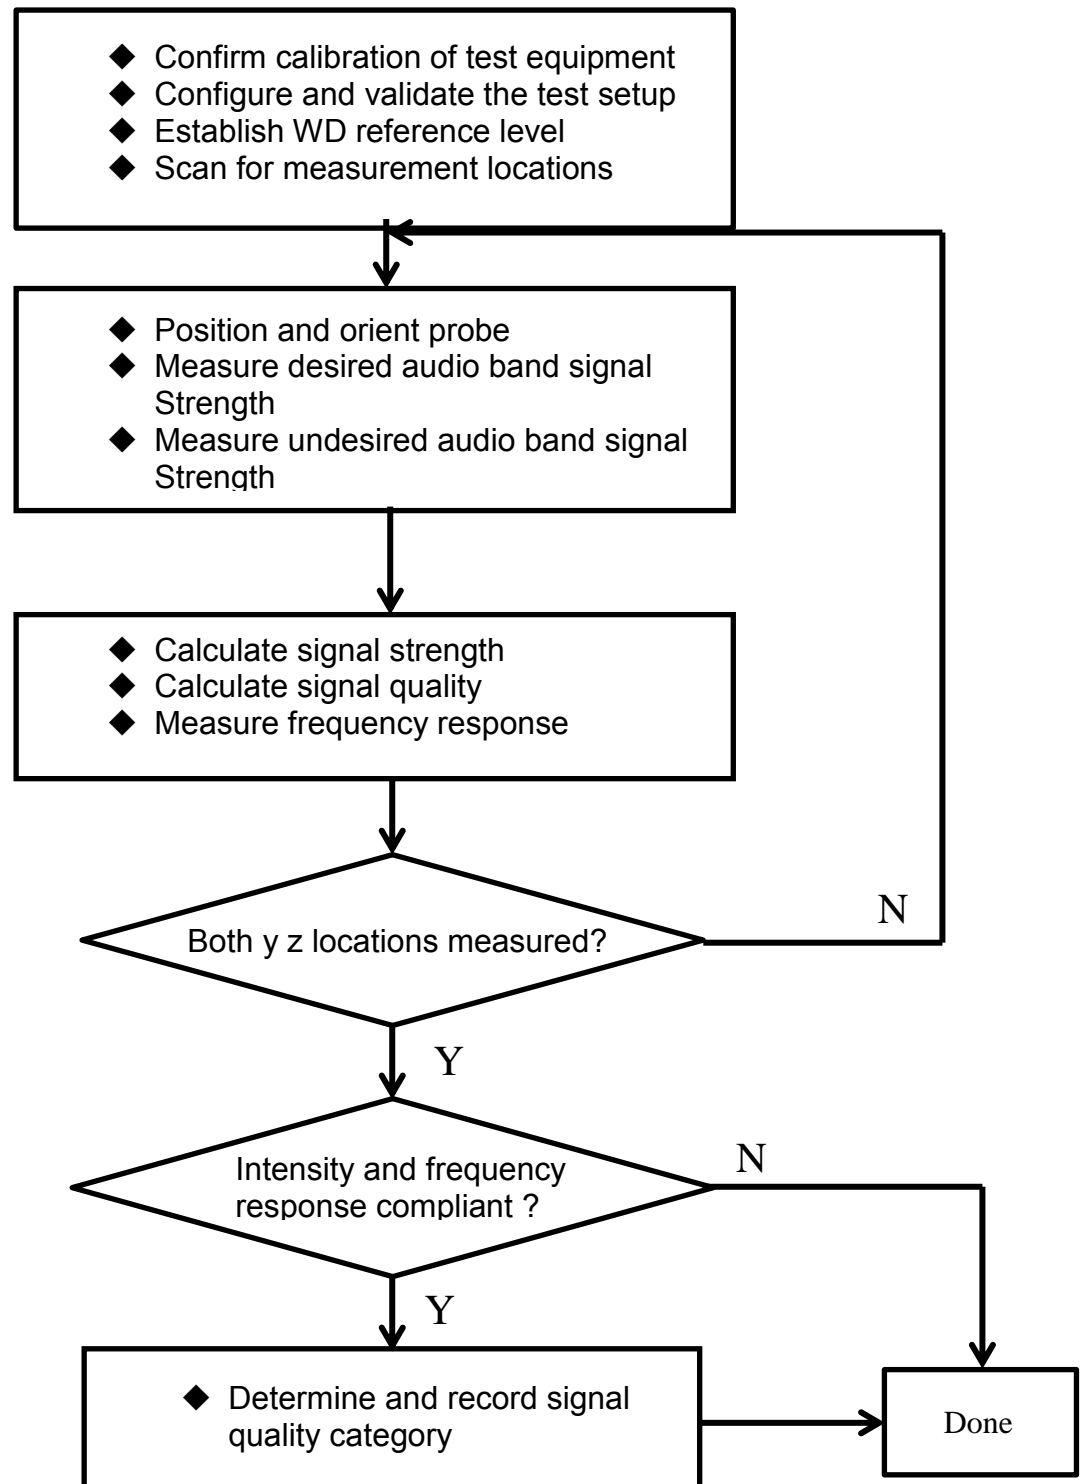 ◆ Confirm calibration of test equipment
◆ Configure and validate the test setup
◆ Establish WD reference level
◆ Scan for measurement locations
◆ Position and orient probe
◆ Measure desired audio band signal
Strength
◆ Measure undesired audio band signal
Strength
◆ Calculate signal strength
◆ Calculate signal quality
◆ Measure frequency response
Both y z locations measured?
N
Y
Intensity and frequency
response compliant ?
N
Y
◆ Determine and record signal
quality category
Done